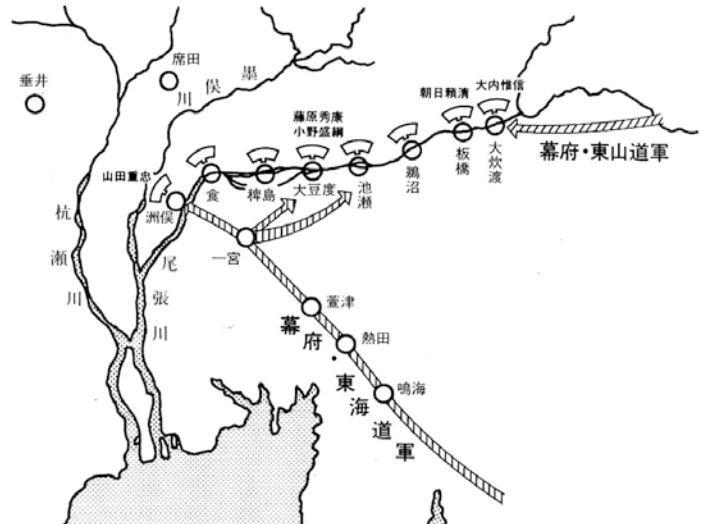 垂井
席田
墨俣川
藤原秀康
小野盛綱
朝日頼清
大内惟信
幕府・東山道軍
大炊渡
板橋
鵜沼
池瀬
大豆度
稗島
食
山田重忠
洲俣
杭瀬川
尾張川
一宮
萱津
熱田
鳴海
幕府・東海道軍